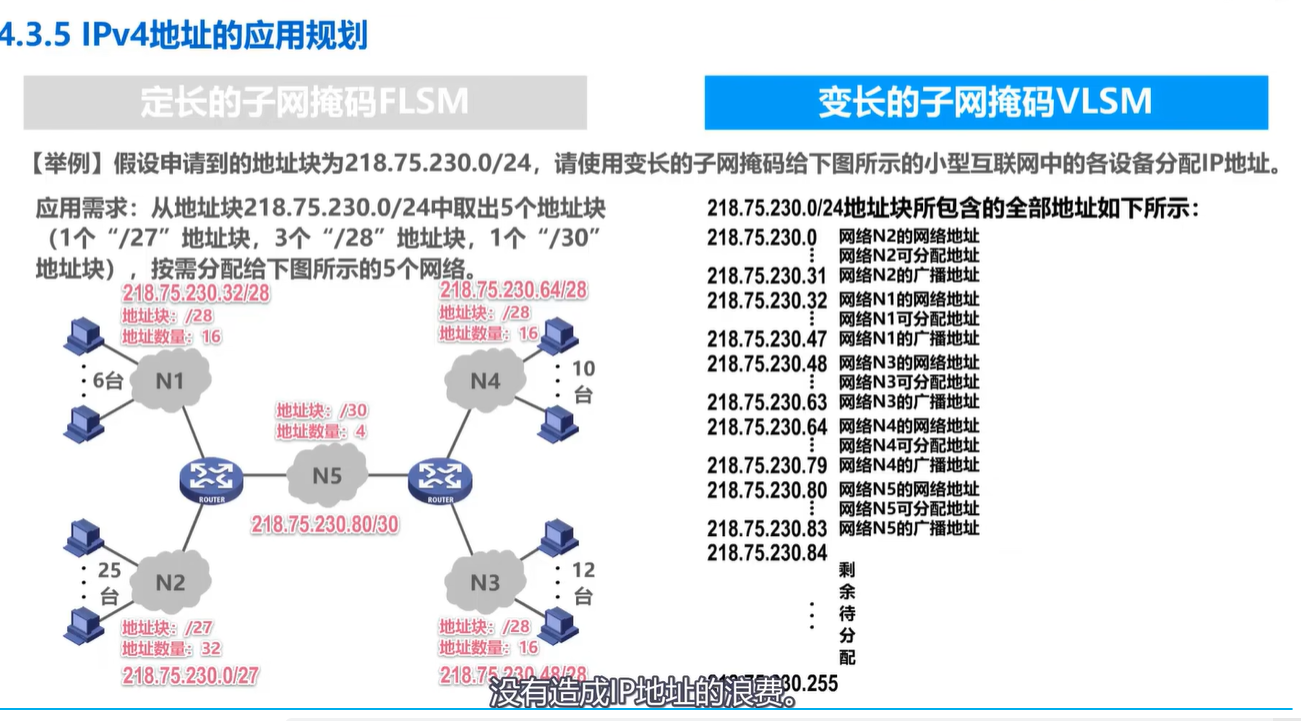 4.3.5 IPv4地址的应用规划
定长的子网掩码FLSM
变长的子网掩码VLSM
【举例】假设申请到的地址块为218.75.230.0/24，请使用变长的子网掩码给下图所示的小型互联网中的各设备分配IP地址。
应用需求：从地址块218.75.230.0/24中取出5个地址块
（1个“/27”地址块，3个“/28”地址块，1个“/30”
地址块），按需分配给下图所示的5个网络。
218.75.230.32/28
地址块：/28
地址数量：16
6台
N1
218.75.230.64/28
地址块：/28
地址数量：16
N4
10
台
地址块：/30
地址数量：4
N5
ROUTER
ROUTER
218.75.230.80/30
25
台
N2
地址块：/27
地址数量：32
218.75.230.0/27
N3
12
台
地址块：/28
地址数量：16
218.75.230.48/28
218.75.230.0/24地址块所包含的全部地址如下所示：
218.75.230.0 网络N2的网络地址
⋮ 网络N2可分配地址
218.75.230.31 网络N2的广播地址
218.75.230.32 网络N1的网络地址
⋮ 网络N1可分配地址
218.75.230.47 网络N1的广播地址
218.75.230.48 网络N3的网络地址
⋮ 网络N3可分配地址
218.75.230.63 网络N3的广播地址
218.75.230.64 网络N4的网络地址
⋮ 网络N4可分配地址
218.75.230.79 网络N4的广播地址
218.75.230.80 网络N5的网络地址
⋮ 网络N5可分配地址
218.75.230.83 网络N5的广播地址
218.75.230.84
剩
余
待
分
配
230.255
没有造成IP地址的浪费。